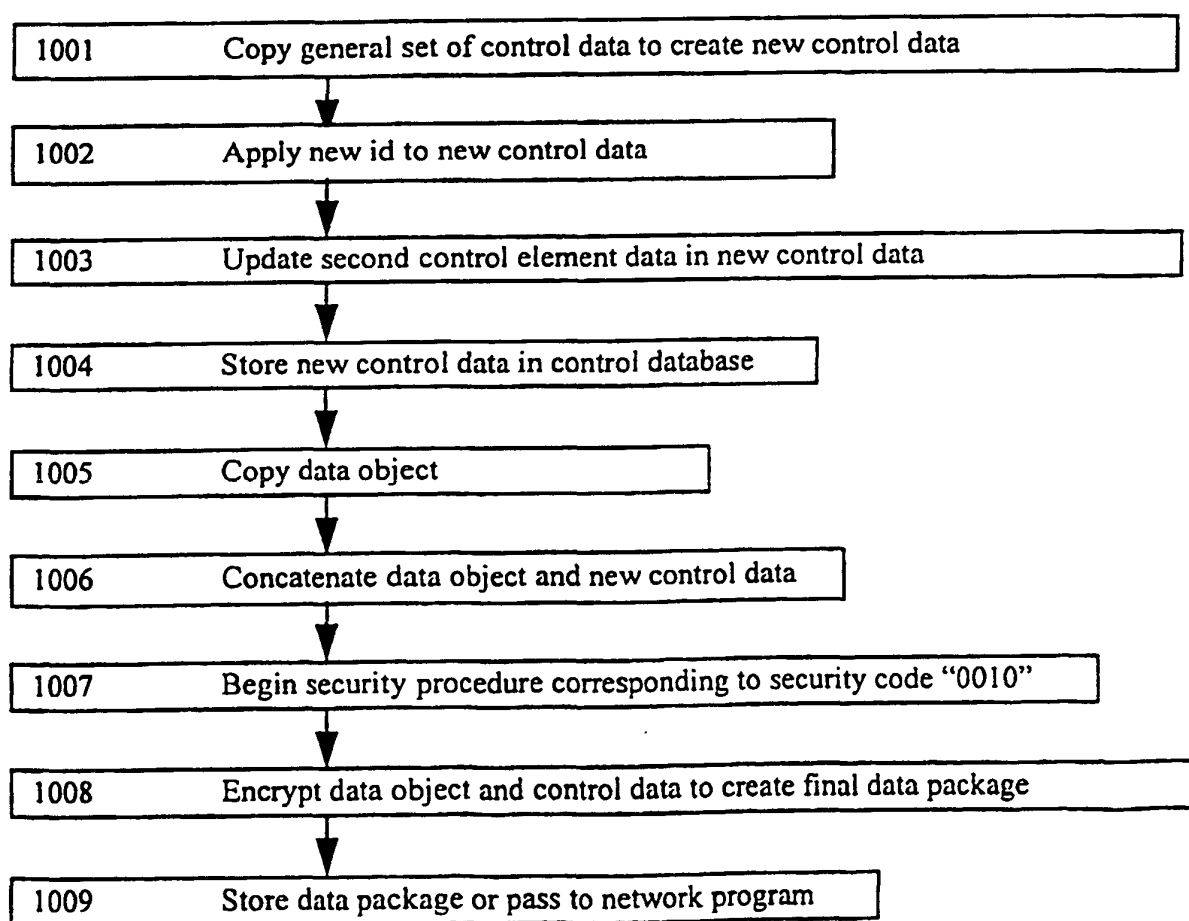 1001 Copy general set of control data to create new control data
1002 Apply new id to new control data
1003 Update second control element data in new control data
1004 Store new control data in control database
1005 Copy data object
1006 Concatenate data object and new control data
1007 Begin security procedure corresponding to security code “0010”
1008 Encrypt data object and control data to create final data package
1009 Store data package or pass to network program